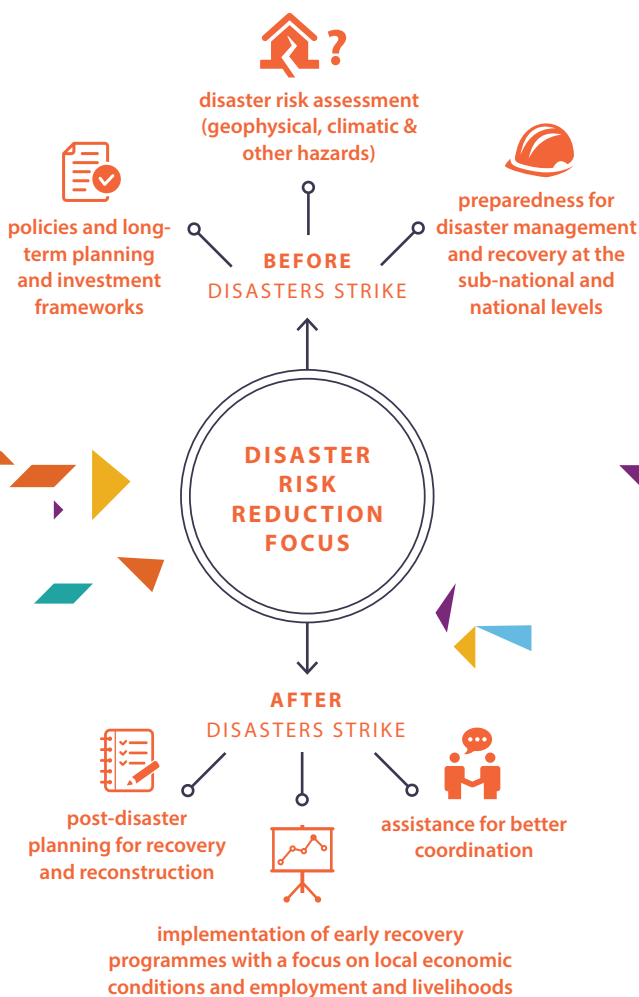 ?
disaster risk assessment
(geophysical, climatic &
other hazards)
policies and long-
term planning
and investment
frameworks
preparedness for
disaster management
and recovery at the
sub-national and
national levels
BEFORE
DISASTERS STRIKE
DISASTER
RISK
REDUCTION
FOCUS
AFTER
DISASTERS STRIKE
post-disaster
planning for recovery
and reconstruction
assistance for better
coordination
implementation of early recovery
programmes with a focus on local economic
conditions and employment and livelihoods